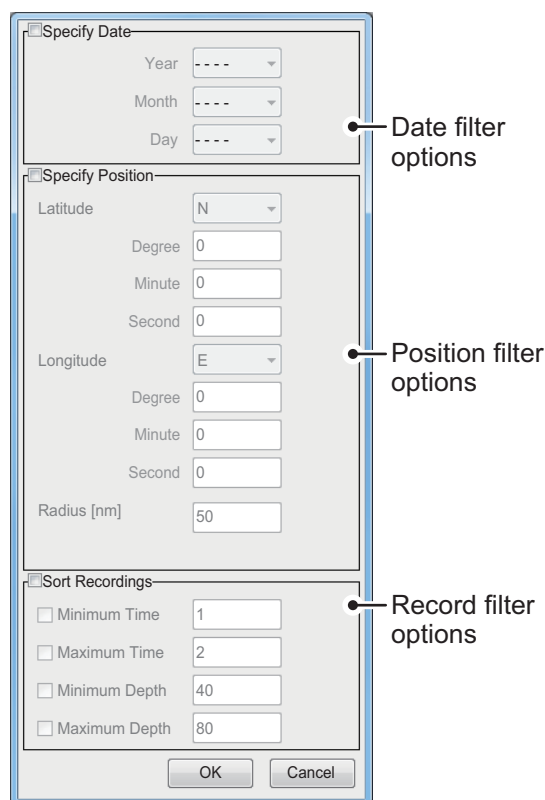 Specify Date
Year - - - -
Month - - - -
Day - - - -
Date filter
options
Specify Position
Latitude N
Degree 0
Minute 0
Second 0
Longitude E
Degree 0
Minute 0
Second 0
Radius [nm] 50
Position filter
options
Sort Recordings
Minimum Time 1
Maximum Time 2
Minimum Depth 40
Maximum Depth 80
Record filter
options
OK Cancel